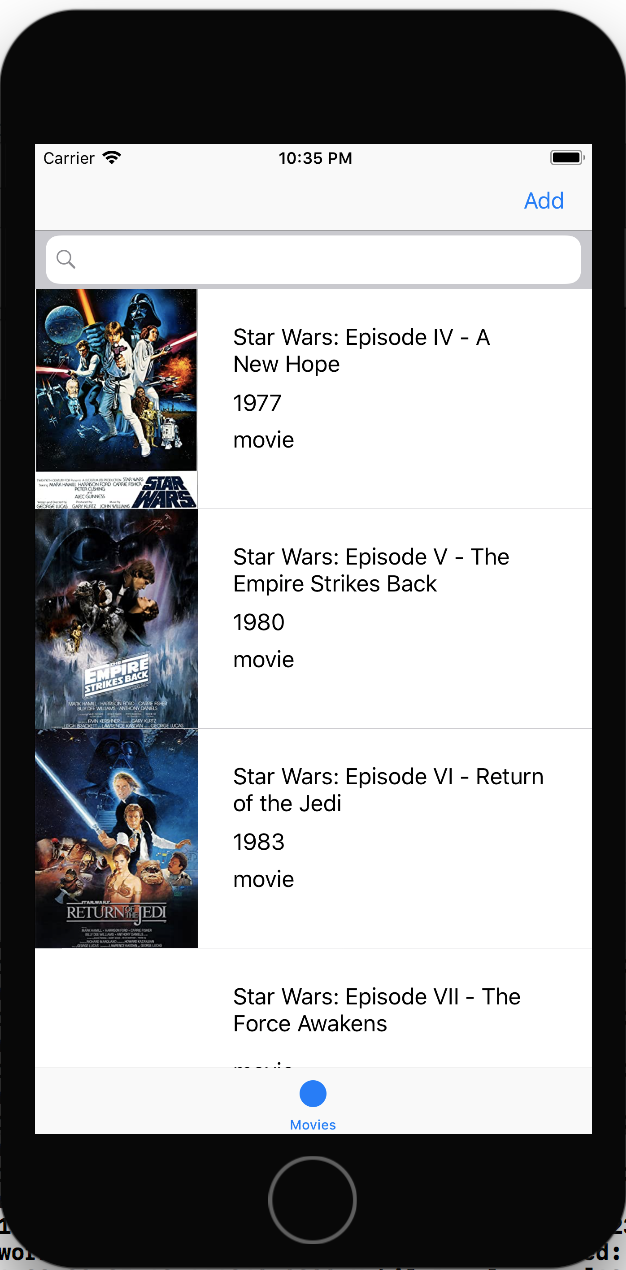 Carrier
10:35 PM
Add
Star Wars: Episode IV - A
New Hope
1977
movie
STAR
WARS
Star Wars: Episode V - The
Empire Strikes Back
1980
movie
THE
EMPIRE
STRIKES BACK
Star Wars: Episode VI - Return
of the Jedi
1983
movie
STAR WARS
RETURN OF THE JEDI
Star Wars: Episode VII - The
Force Awakens
movie
Movies